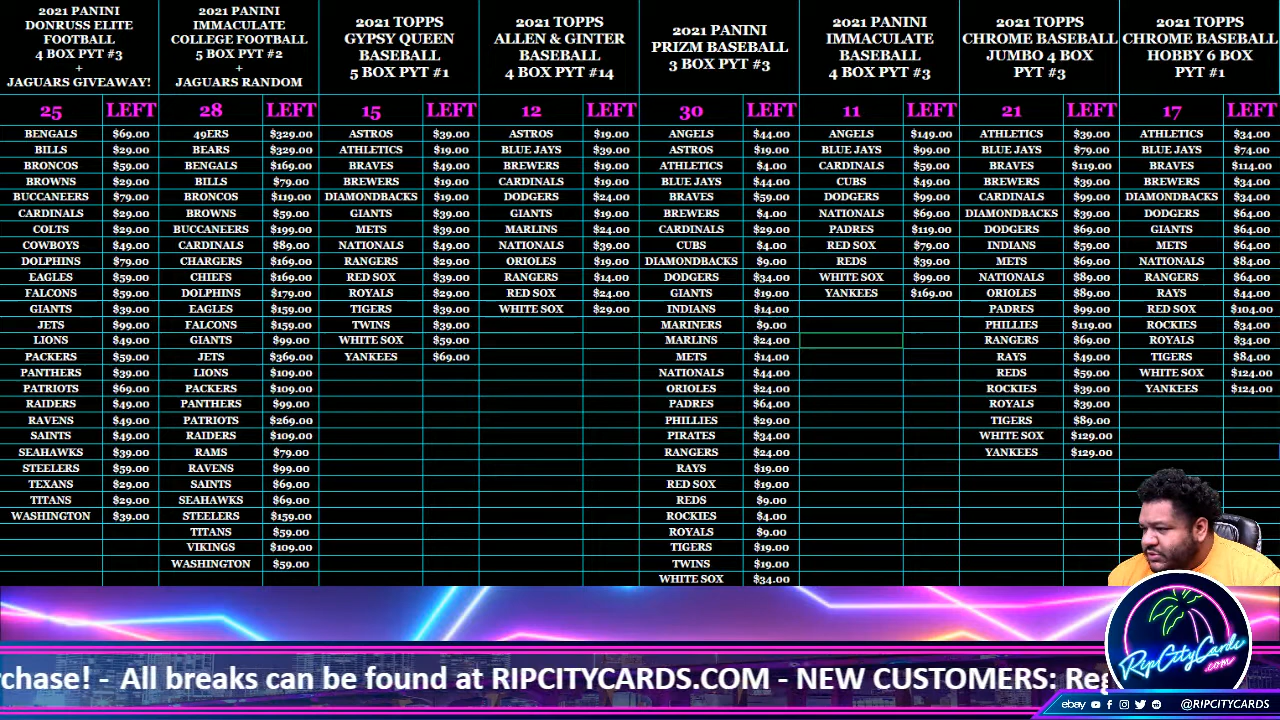 2021 PANINI
DONRUSS ELITE
FOOTBALL
4 BOX PYT #3
+
JAGUARS GIVEAWAY!
2021 PANINI
IMMACULATE
COLLEGE FOOTBALL
5 BOX PYT #2
+
JAGUARS RANDOM
2021 TOPPS
GYPSY QUEEN
BASEBALL
5 BOX PYT #1
2021 TOPPS
ALLEN & GINTER
BASEBALL
4 BOX PYT #14
2021 PANINI
PRIZM BASEBALL
3 BOX PYT #3
2021 PANINI
IMMACULATE
BASEBALL
4 BOX PYT #3
2021 TOPPS
CHROME BASEBALL
JUMBO 4 BOX
PYT #3
2021 TOPPS
CHROME BASEBALL
HOBBY 6 BOX
PYT #1
25 LEFT 28 LEFT 15 LEFT 12 LEFT 30 LEFT 11 LEFT 21 LEFT 17 LEFT
BENGALS $69.00 49ERS $329.00 ASTROS $39.00 ASTROS $19.00 ANGELS $44.00 ANGELS $149.00 ATHLETICS $39.00 ATHLETICS $34.00
BILLS $29.00 BEARS $329.00 ATHLETICS $19.00 BLUE JAYS $39.00 ASTROS $19.00 BLUE JAYS $99.00 BLUE JAYS $79.00 BLUE JAYS $74.00
BRONCOS $59.00 BENGALS $169.00 BRAVES $49.00 BREWERS $19.00 ATHLETICS $4.00 CARDINALS $59.00 BRAVES $119.00 BRAVES $114.00
BROWNS $29.00 BILLS $79.00 BREWERS $19.00 CARDINALS $19.00 BLUE JAYS $44.00 CUBS $49.00 BREWERS $39.00 BREWERS $34.00
BUCCANEERS $79.00 BRONCOS $119.00 DIAMONDBACKS $19.00 DODGERS $24.00 BRAVES $59.00 DODGERS $99.00 CARDINALS $99.00 DIAMONDBACKS $34.00
CARDINALS $29.00 BROWNS $59.00 GIANTS $39.00 GIANTS $19.00 BREWERS $4.00 NATIONALS $69.00 DIAMONDBACKS $39.00 DODGERS $64.00
COLTS $29.00 BUCCANEERS $199.00 METS $39.00 MARLINS $24.00 CARDINALS $29.00 PADRES $119.00 DODGERS $69.00 GIANTS $64.00
COWBOYS $49.00 CARDINALS $89.00 NATIONALS $49.00 NATIONALS $39.00 CUBS $4.00 RED SOX $79.00 INDIANS $59.00 METS $64.00
DOLPHINS $79.00 CHARGERS $169.00 RANGERS $29.00 ORIOLES $19.00 DIAMONDBACKS $9.00 REDS $39.00 METS $69.00 NATIONALS $84.00
EAGLES $59.00 CHIEFS $169.00 RED SOX $39.00 RANGERS $14.00 DODGERS $34.00 WHITE SOX $99.00 NATIONALS $89.00 RANGERS $64.00
FALCONS $59.00 DOLPHINS $179.00 ROYALS $29.00 RED SOX $24.00 GIANTS $19.00 YANKEES $169.00 ORIOLES $89.00 RAYS $44.00
GIANTS $39.00 EAGLES $159.00 TIGERS $39.00 WHITE SOX $29.00 INDIANS $14.00 PADRES $99.00 RED SOX $104.00
JETS $99.00 FALCONS $159.00 TWINS $39.00 MARINERS $9.00 PHILLIES $119.00 ROCKIES $34.00
LIONS $49.00 GIANTS $99.00 WHITE SOX $59.00 MARLINS $24.00 RANGERS $69.00 ROYALS $34.00
PACKERS $59.00 JETS $369.00 YANKEES $69.00 METS $14.00 RAYS $49.00 TIGERS $84.00
PANTHERS $39.00 LIONS $109.00 NATIONALS $44.00 REDS $59.00 WHITE SOX $124.00
PATRIOTS $69.00 PACKERS $109.00 ORIOLES $24.00 ROCKIES $39.00 YANKEES $124.00
RAIDERS $49.00 PANTHERS $99.00 PADRES $64.00 ROYALS $39.00
RAVENS $49.00 PATRIOTS $269.00 PHILLIES $29.00 TIGERS $89.00
SAINTS $49.00 RAIDERS $109.00 PIRATES $34.00 WHITE SOX $129.00
SEAHAWKS $39.00 RAMS $79.00 RANGERS $24.00 YANKEES $129.00
STEELERS $59.00 RAVENS $99.00 RAYS $19.00
TEXANS $29.00 SAINTS $69.00 RED SOX $19.00
TITANS $29.00 SEAHAWKS $69.00 REDS $9.00
WASHINGTON $39.00 STEELERS $159.00 ROCKIES $4.00
TITANS $59.00 ROYALS $9.00
VIKINGS $109.00 TIGERS $19.00
WASHINGTON $59.00 TWINS $19.00
WHITE SOX $34.00
RipCityCards
.com
rchase! - All breaks can be found at RIPCITYCARDS.COM - NEW CUSTOMERS: Reg
ebay @RIPCITYCARDS